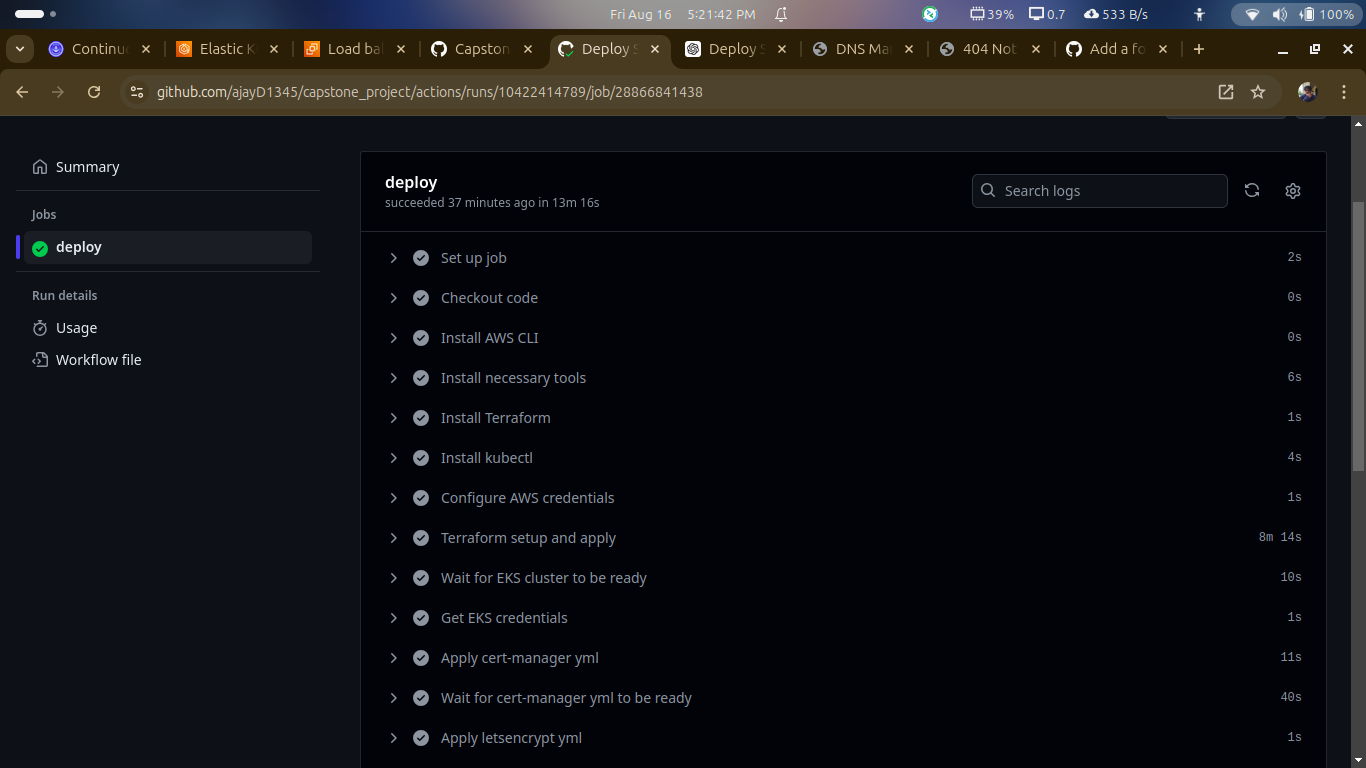 Fri Aug 16 5:21:42 PM 39% 0.7 533 B/s 100%
Continue Elastic K Load bal Capston Deploy S Deploy S DNS Ma 404 Not Add a fo
github.com/ajayD1345/capstone_project/actions/runs/10422414789/job/28866841438
Summary
Jobs
deploy
Run details
Usage
Workflow file
deploy
succeeded 37 minutes ago in 13m 16s
Search logs
Set up job 2s
Checkout code 0s
Install AWS CLI 0s
Install necessary tools 6s
Install Terraform 1s
Install kubectl 4s
Configure AWS credentials 1s
Terraform setup and apply 8m 14s
Wait for EKS cluster to be ready 10s
Get EKS credentials 1s
Apply cert-manager yml 11s
Wait for cert-manager yml to be ready 40s
Apply letsencrypt yml 1s